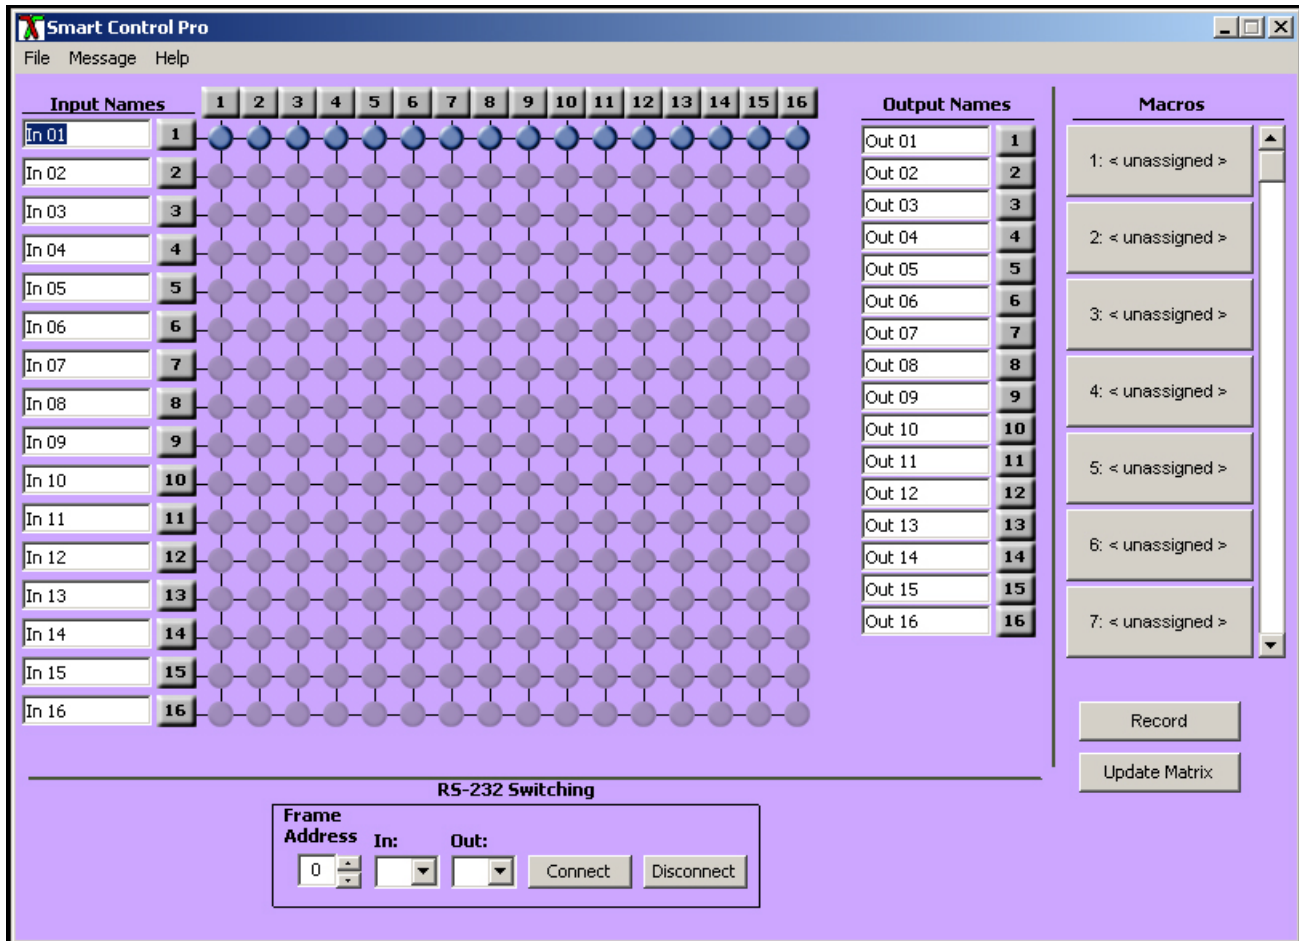 Smart Control Pro
File Message Help
Input Names 1 2 3 4 5 6 7 8 9 10 11 12 13 14 15 16
In 01 1
In 02 2
In 03 3
In 04 4
In 05 5
In 06 6
In 07 7
In 08 8
In 09 9
In 10 10
In 11 11
In 12 12
In 13 13
In 14 14
In 15 15
In 16 16
Output Names
Out 01 1
Out 02 2
Out 03 3
Out 04 4
Out 05 5
Out 06 6
Out 07 7
Out 08 8
Out 09 9
Out 10 10
Out 11 11
Out 12 12
Out 13 13
Out 14 14
Out 15 15
Out 16 16
Macros
1: < unassigned >
2: < unassigned >
3: < unassigned >
4: < unassigned >
5: < unassigned >
6: < unassigned >
7: < unassigned >
Record
Update Matrix
RS-232 Switching
Frame
Address In: Out:
0 Connect Disconnect